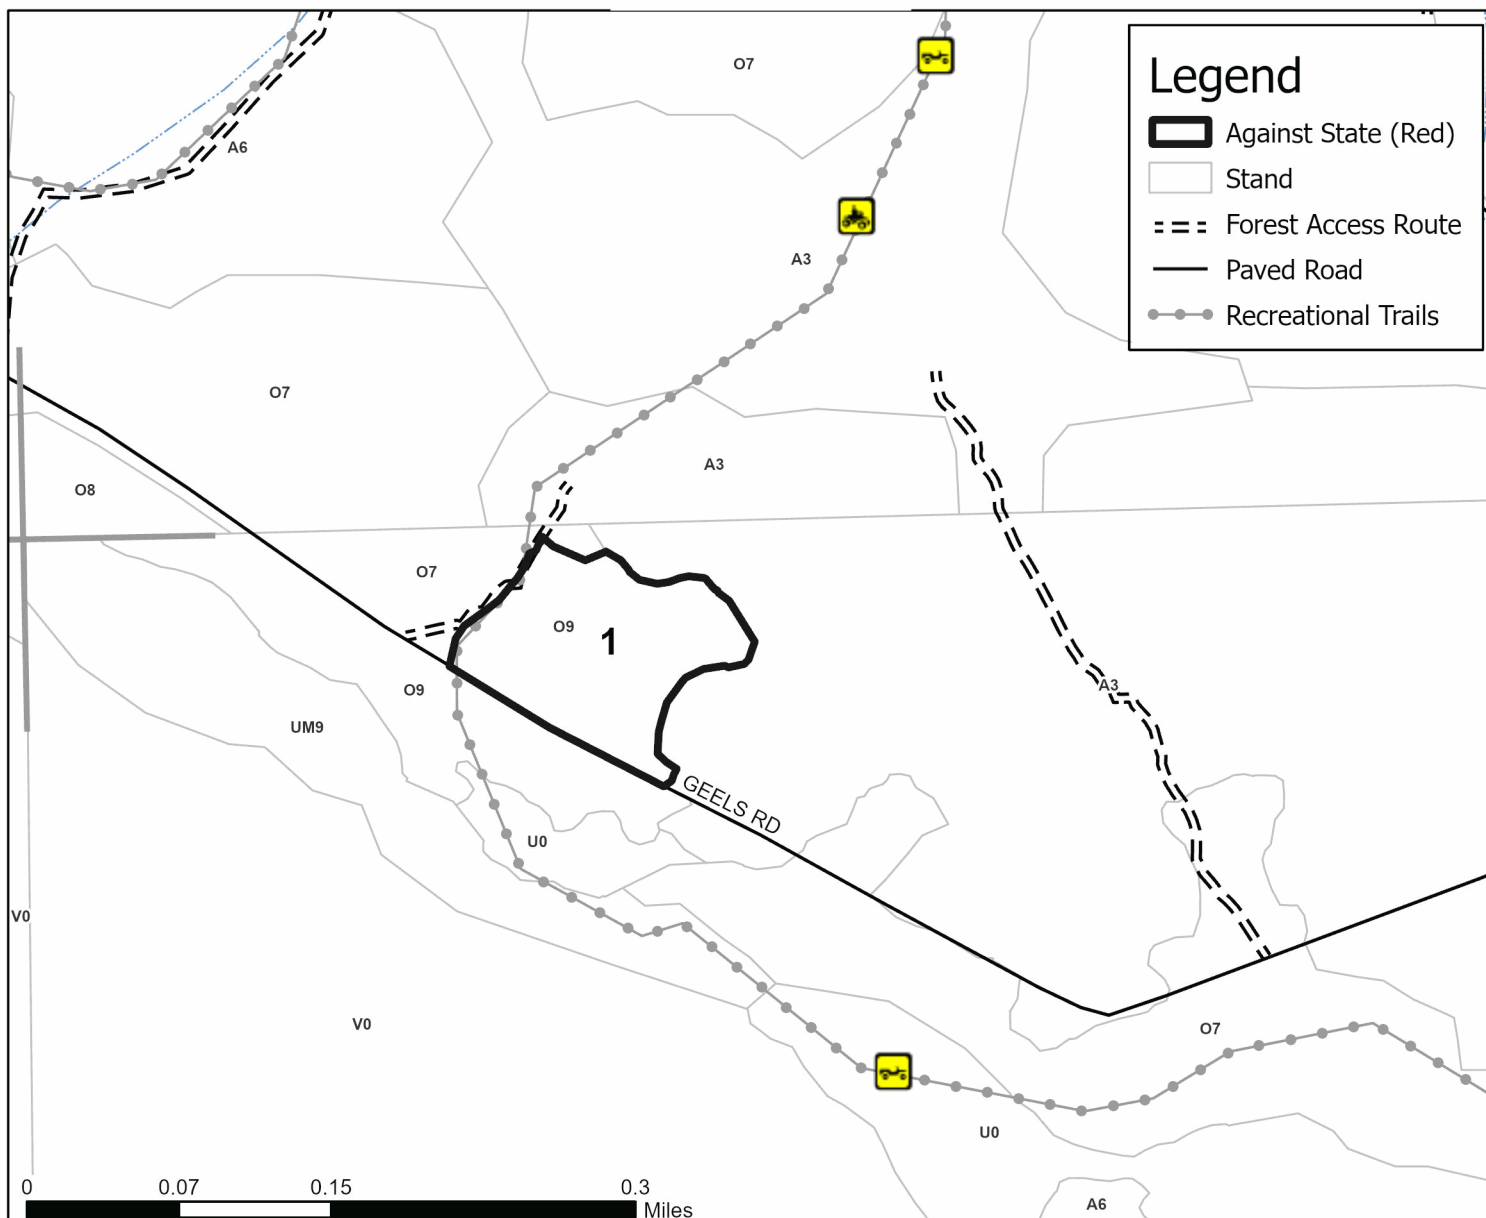 O7
Legend
Against State (Red)
A6
Stand
Forest Access Route
A3
Paved Road
Recreational Trails
O7
A3
O8
O7
O9
1
A3
O9
UM9
GEELS RD
U0
V0
V0
O7
U0
0 0.07 0.15 0.3
Miles
A6